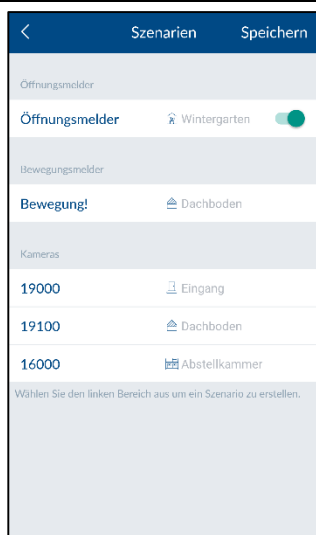 Szenarien Speichern
Öffnungsmelder
Öffnungsmelder Wintergarten
Bewegungsmelder
Bewegung! Dachboden
Kameras
19000 Eingang
19100 Dachboden
16000 Abstellkammer
Wählen Sie den linken Bereich aus um ein Szenario zu erstellen.